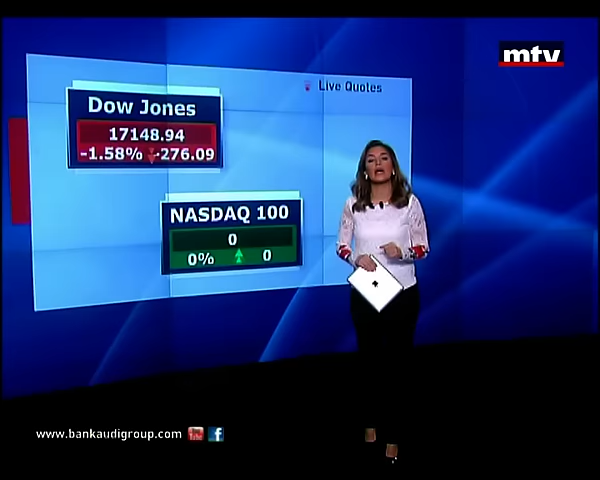 mtv
Live Quotes
Dow Jones
17148.94
-1.58% -276.09
NASDAQ 100
0
0% 0
www.bankaudigroup.com